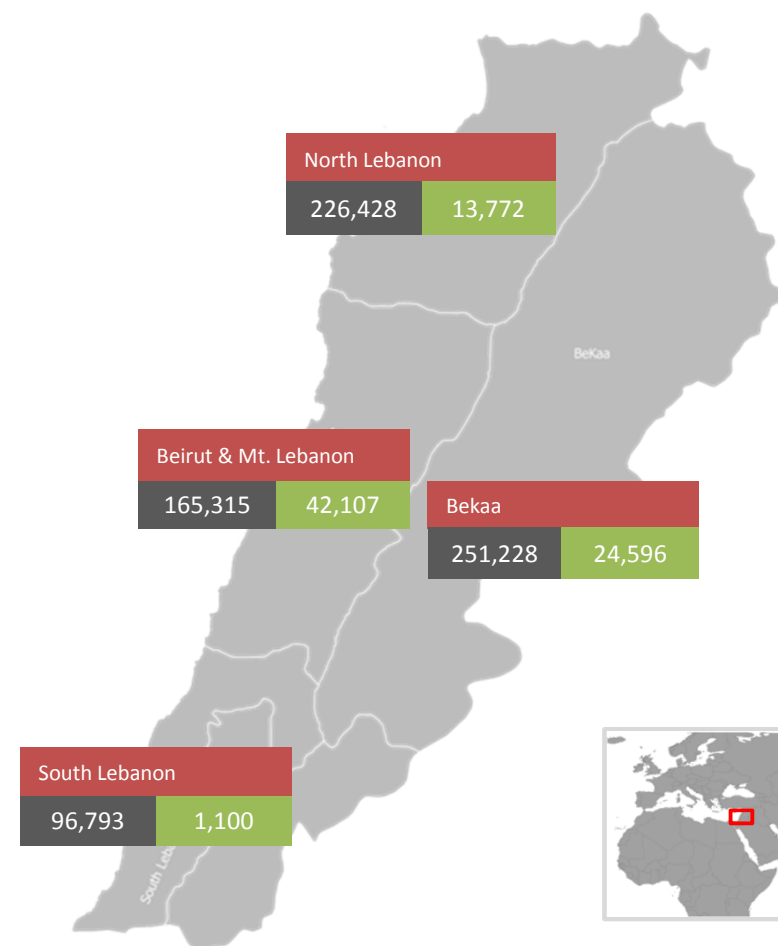 North Lebanon
226,428 13,772
BeKaa
Beirut & Mt. Lebanon
165,315 42,107
Bekaa
251,228 24,596
South Lebanon
96,793 1,100
South